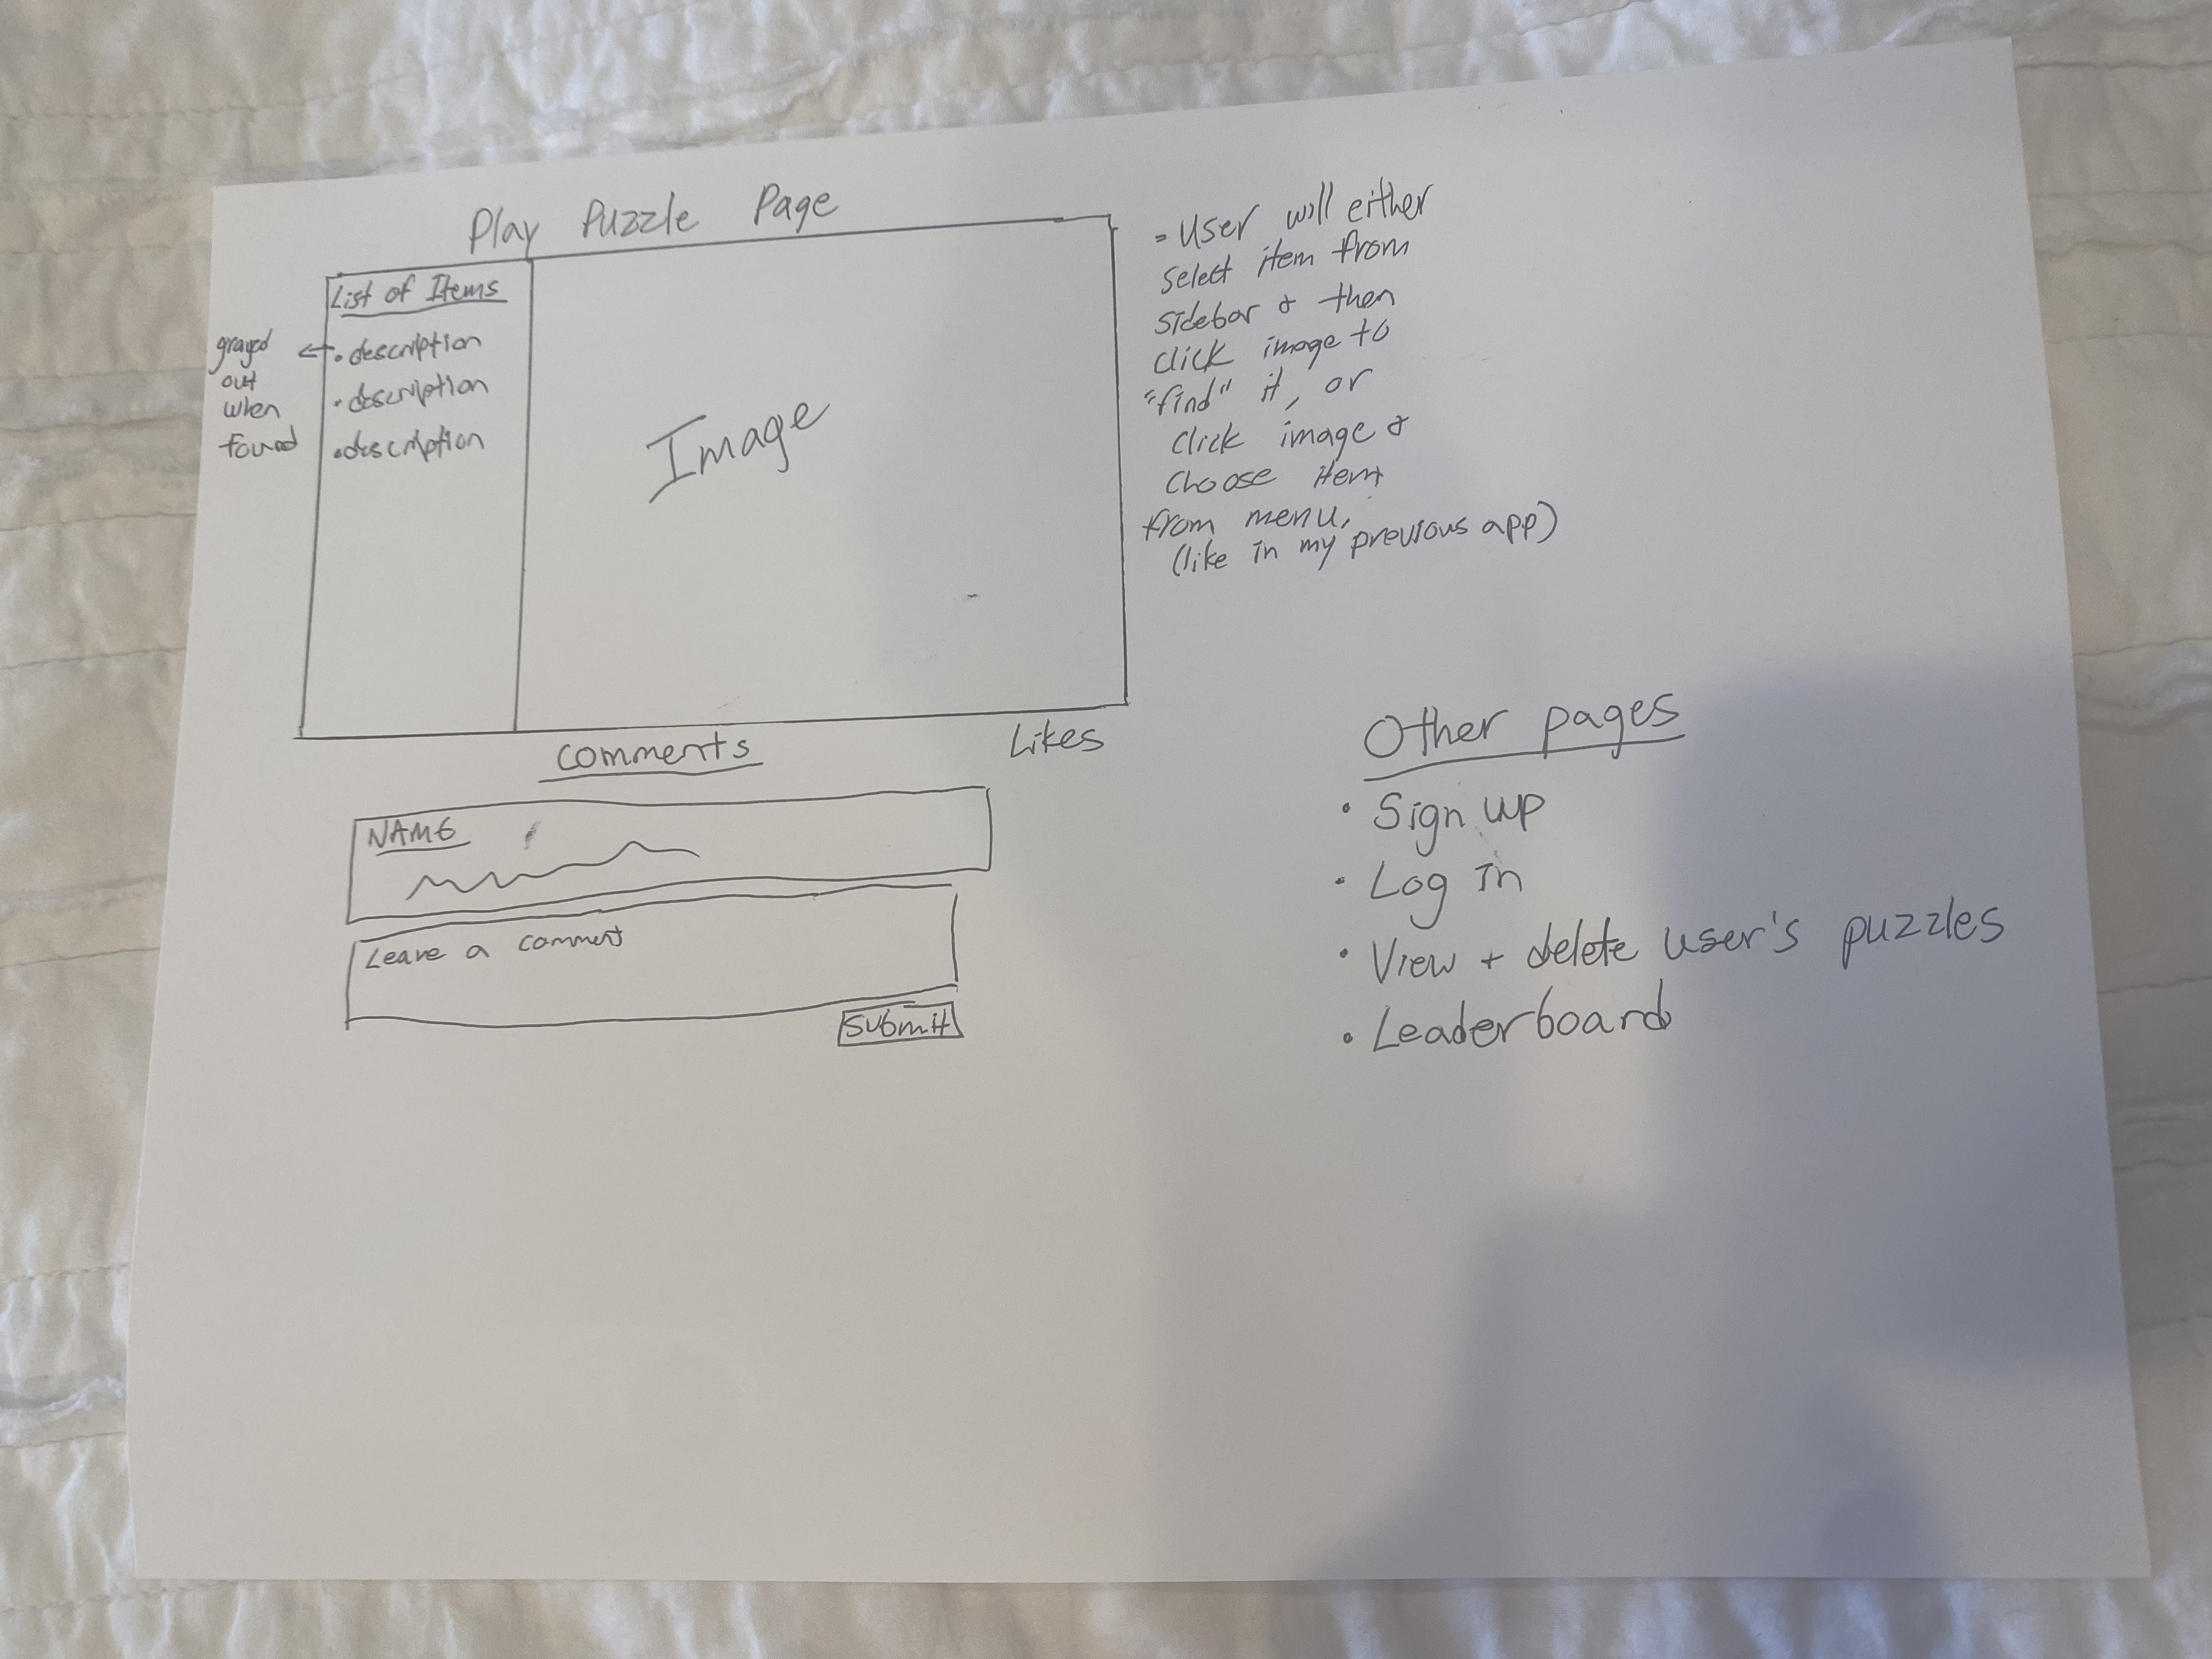 Play Puzzle Page
List of Items
• description
• description
• description
grayed
out
when
found
Image
Comments
Likes
NAME
Leave a comment
Submit
- User will either
select item from
sidebar & then
click image to
"find" it, or
click image &
choose item
from menu,
(like in my previous app)
Other pages
• Sign up
• Log in
• View + delete user's puzzles
• Leaderboard